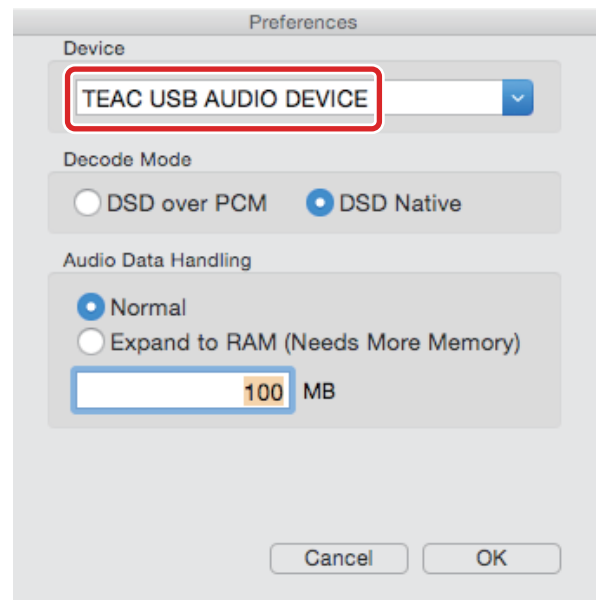 Preferences
Device
TEAC USB AUDIO DEVICE
Decode Mode
DSD over PCM DSD Native
Audio Data Handling
Normal
Expand to RAM (Needs More Memory)
100 MB
Cancel OK